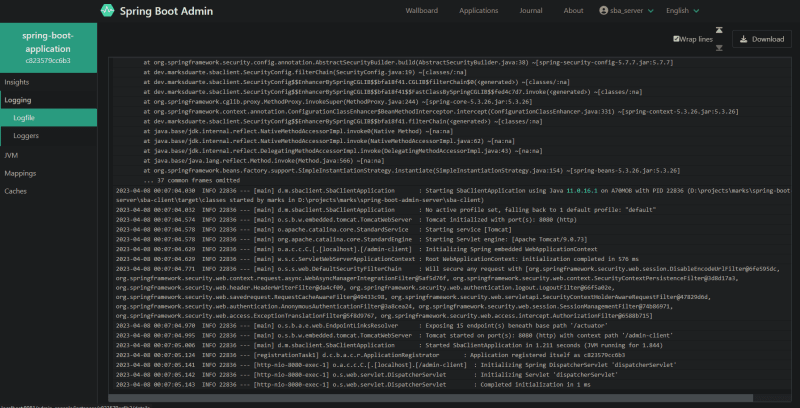 Spring Boot Admin
Wallboard
Applications
Journal
About
sba_server
English
spring-boot-application
c823579cc6b3
Insights
Logging
Logfile
Loggers
JVM
Mappings
Caches
Wrap lines
Download
at org.springframework.security.config.annotation.AbstractSecurityBuilder.build(AbstractSecurityBuilder.java:38) ~[spring-security-config-5.7.7.jar:5.7.7]
at dev.marksduarte.sbaclient.SecurityConfig.filterChain(SecurityConfig.java:19) ~[classes/:na]
at dev.marksduarte.sbaclient.SecurityConfig$$EnhancerBySpringCGLIB$$bfa18f41.CGLIB$filterChain$0(<generated>) ~[classes/:na]
at dev.marksduarte.sbaclient.SecurityConfig$$EnhancerBySpringCGLIB$$bfa18f41$$FastClassBySpringCGLIB$$fed4c7d7.invoke(<generated>) ~[classes/:na]
at org.springframework.cglib.proxy.MethodProxy.invokeSuper(MethodProxy.java:244) ~[spring-core-5.3.26.jar:5.3.26]
at org.springframework.context.annotation.ConfigurationClassEnhancer$BeanMethodInterceptor.intercept(ConfigurationClassEnhancer.java:331) ~[spring-context-5.3.26.jar:5.3.26]
at dev.marksduarte.sbaclient.SecurityConfig$$EnhancerBySpringCGLIB$$bfa18f41.filterChain(<generated>) ~[classes/:na]
at java.base/jdk.internal.reflect.NativeMethodAccessorImpl.invoke0(Native Method) ~[na:na]
at java.base/jdk.internal.reflect.NativeMethodAccessorImpl.invoke(NativeMethodAccessorImpl.java:62) ~[na:na]
at java.base/jdk.internal.reflect.DelegatingMethodAccessorImpl.invoke(DelegatingMethodAccessorImpl.java:43) ~[na:na]
at java.base/java.lang.reflect.Method.invoke(Method.java:566) ~[na:na]
at org.springframework.beans.factory.support.SimpleInstantiationStrategy.instantiate(SimpleInstantiationStrategy.java:154) ~[spring-beans-5.3.26.jar:5.3.26]
... 37 common frames omitted
2023-04-08 00:07:04.030 INFO 22836 --- [main] d.m.sbaclient.SbaClientApplication : Starting SbaClientApplication using Java 11.0.16.1 on A70MOB with PID 22836 (D:\projects\marks\spring-boot-admin-
server\sba-client\target\classes started by marks in D:\projects\marks\spring-boot-admin-server\sba-client)
2023-04-08 00:07:04.032 INFO 22836 --- [main] d.m.sbaclient.SbaClientApplication : No active profile set, falling back to 1 default profile: "default"
2023-04-08 00:07:04.574 INFO 22836 --- [main] o.s.b.w.embedded.tomcat.TomcatWebServer : Tomcat initialized with port(s): 8080 (http)
2023-04-08 00:07:04.578 INFO 22836 --- [main] o.apache.catalina.core.StandardService : Starting service [Tomcat]
2023-04-08 00:07:04.578 INFO 22836 --- [main] org.apache.catalina.core.StandardEngine : Starting Servlet engine: [Apache Tomcat/9.0.73]
2023-04-08 00:07:04.629 INFO 22836 --- [main] o.a.c.c.C.[.[localhost].[/admin-client] : Initializing Spring embedded WebApplicationContext
2023-04-08 00:07:04.629 INFO 22836 --- [main] w.s.c.ServletWebServerApplicationContext : Root WebApplicationContext: initialization completed in 576 ms
2023-04-08 00:07:04.771 INFO 22836 --- [main] o.s.s.web.DefaultSecurityFilterChain : Will secure any request with [org.springframework.security.web.session.DisableEncodeUrlFilter@6fe595dc,
org.springframework.security.web.context.request.async.WebAsyncManagerIntegrationFilter@5af5d76f, org.springframework.security.web.context.SecurityContextPersistenceFilter@1d8d17a3,
org.springframework.security.web.header.HeaderWriterFilter@da4cf09, org.springframework.security.web.authentication.logout.LogoutFilter@66f5a02e,
org.springframework.security.web.savedrequest.RequestCacheAwareFilter@49433c98, org.springframework.security.web.servletapi.SecurityContextHolderAwareRequestFilter@47829d6d,
org.springframework.security.web.authentication.AnonymousAuthenticationFilter@3a8cea24, org.springframework.security.web.session.SessionManagementFilter@74b86971,
org.springframework.security.web.access.ExceptionTranslationFilter@5f8d9767, org.springframework.security.web.access.intercept.AuthorizationFilter@6588b715]
2023-04-08 00:07:04.970 INFO 22836 --- [main] o.s.b.a.e.web.EndpointLinksResolver : Exposing 15 endpoint(s) beneath base path '/actuator'
2023-04-08 00:07:04.995 INFO 22836 --- [main] o.s.b.w.embedded.tomcat.TomcatWebServer : Tomcat started on port(s): 8080 (http) with context path '/admin-client'
2023-04-08 00:07:05.006 INFO 22836 --- [main] d.m.sbaclient.SbaClientApplication : Started SbaClientApplication in 1.211 seconds (JVM running for 1.844)
2023-04-08 00:07:05.124 INFO 22836 --- [registrationTask1] d.c.b.a.c.r.ApplicationRegistrator : Application registered itself as c823579cc6b3
2023-04-08 00:07:05.141 INFO 22836 --- [http-nio-8080-exec-1] o.a.c.c.C.[.[localhost].[/admin-client] : Initializing Spring DispatcherServlet 'dispatcherServlet'
2023-04-08 00:07:05.142 INFO 22836 --- [http-nio-8080-exec-1] o.s.web.servlet.DispatcherServlet : Initializing Servlet 'dispatcherServlet'
2023-04-08 00:07:05.143 INFO 22836 --- [http-nio-8080-exec-1] o.s.web.servlet.DispatcherServlet : Completed initialization in 1 ms